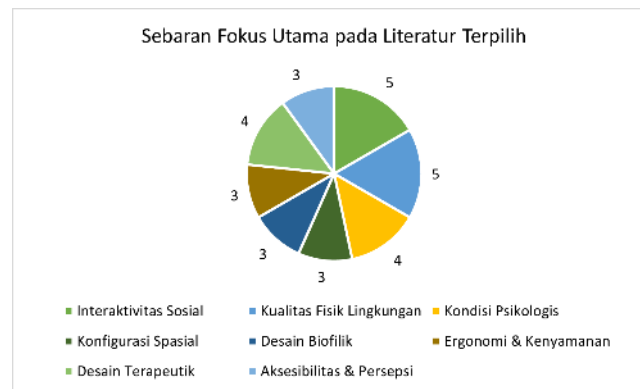 Sebaran Fokus Utama pada Literatur Terpilih
3
5
4
5
3
3
3
4
Interaktivitas Sosial
Kualitas Fisik Lingkungan
Kondisi Psikologis
Konfigurasi Spasial
Desain Biofilik
Ergonomi & Kenyamanan
Desain Terapeutik
Aksesibilitas & Persepsi